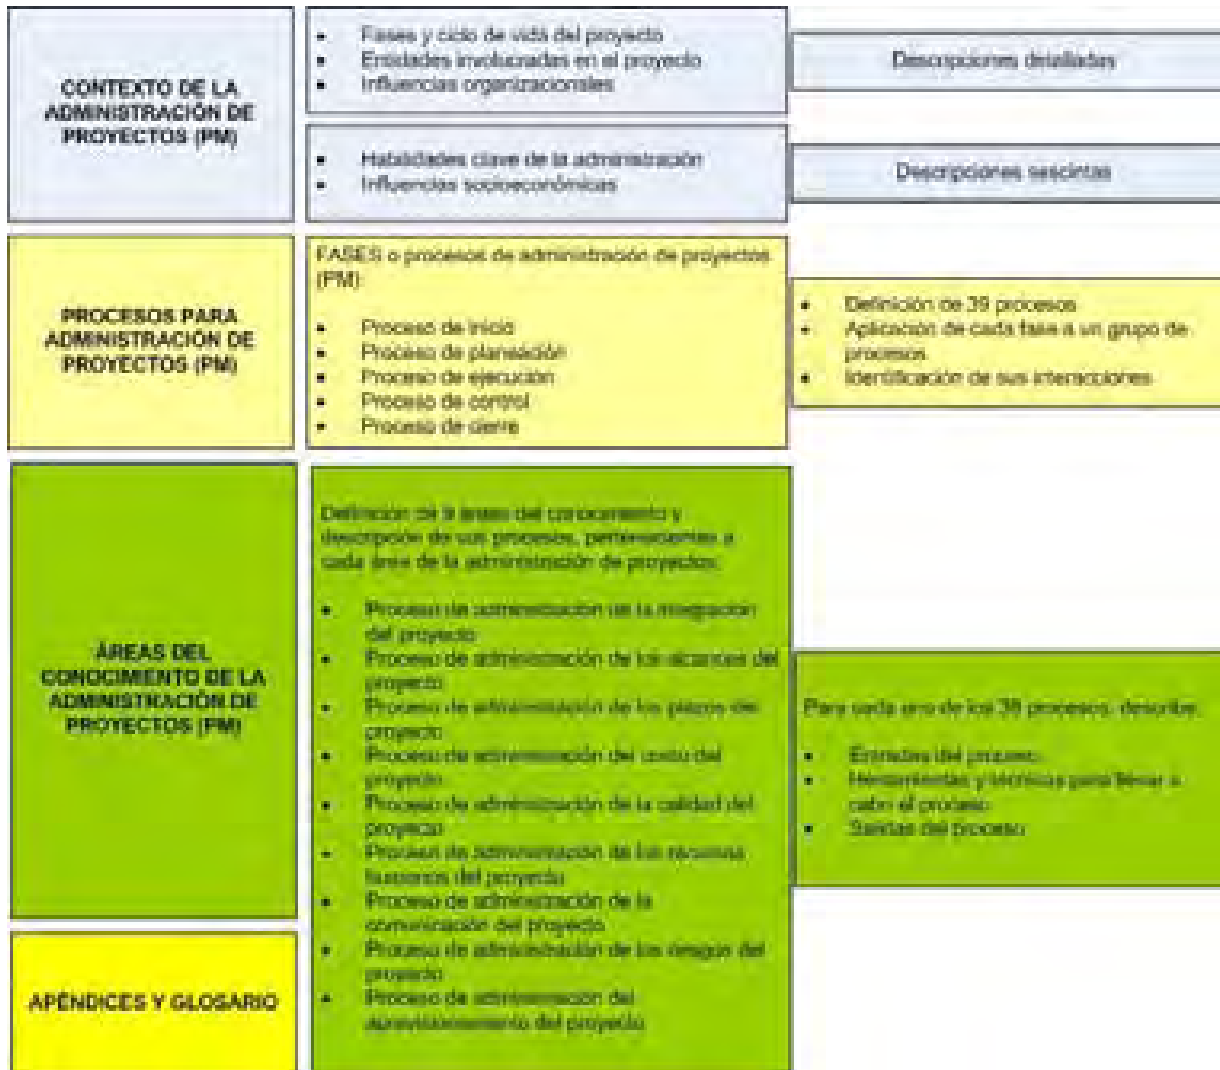 CONTEXTO DE LA
ADMINISTRACIÓN DE
PROYECTOS (PM)
• Fases y ciclo de vida del proyecto
• Entidades involucradas en el proyecto
• Influencias organizacionales
Descripciones detalladas
• Habilidades clave de la administración
• Influencias socioeconómicas
Descripciones sescintas
PROCESOS PARA
ADMINISTRACIÓN DE
PROYECTOS (PM)
FASES o procesos de administración de proyectos
(PM)
• Proceso de inicio
• Proceso de planeación
• Proceso de ejecución
• Proceso de control
• Proceso de cierre
• Definición de 39 procesos
• Aplicación de cada fase a un grupo de
procesos
• Identificación de sus interacciones
ÁREAS DEL
CONOCIMIENTO DE LA
ADMINISTRACIÓN DE
PROYECTOS (PM)
Definición de 9 áreas del conocimiento y
descripción de sus procesos, pertenecientes a
cada área de la administración de proyectos:
• Proceso de administración de la integración
del proyecto
• Proceso de administración de los alcances del
proyecto
• Proceso de administración de los plazos del
proyecto
• Proceso de administración del costo del
proyecto
• Proceso de administración de la calidad del
proyecto
• Proceso de administración de los recursos
humanos del proyecto
• Proceso de administración de la
comunicación del proyecto
• Proceso de administración de los riesgos del
proyecto
• Proceso de administración del
aprovisionamiento del proyecto
Para cada uno de los 39 procesos, describe:
• Entradas del proceso
• Herramientas y técnicas para llevar a
cabo el proceso
• Salidas del proceso
APÉNDICES Y GLOSARIO